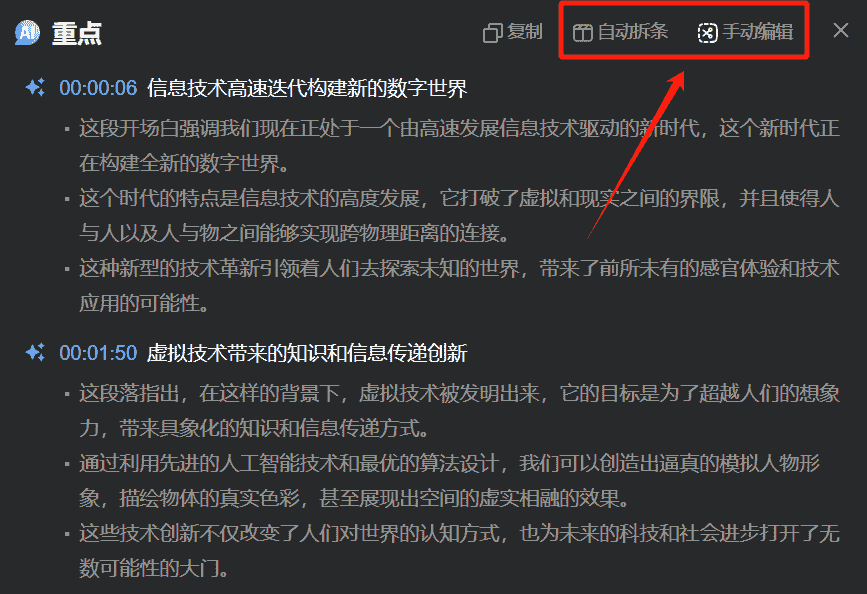 AI 重点 复制 自动拆条 手动编辑
00:00:06 信息技术高速迭代构建新的数字世界
· 这段开场白强调我们现在正处于一个由高速发展信息技术驱动的新时代，这个新时代正
在构建全新的数字世界。
· 这个时代的特点是信息技术的高度发展，它打破了虚拟和现实之间的界限，并且使得人
与人以及人与物之间能够实现跨物理距离的连接。
· 这种新型的技术革新引领着人们去探索未知的世界，带来了前所未有的感官体验和技术
应用的可能性。
00:01:50 虚拟技术带来的知识和信息传递创新
· 这段落指出，在这样的背景下，虚拟技术被发明出来，它的目标是为了超越人们的想象
力，带来具象化的知识和信息传递方式。
· 通过利用先进的人工智能技术和最优的算法设计，我们可以创造出逼真的模拟人物形
象，描绘物体的真实色彩，甚至展现出空间的虚实相融的效果。
· 这些技术创新不仅改变了人们对世界的认知方式，也为未来的科技和社会进步打开了无
数可能性的大门。